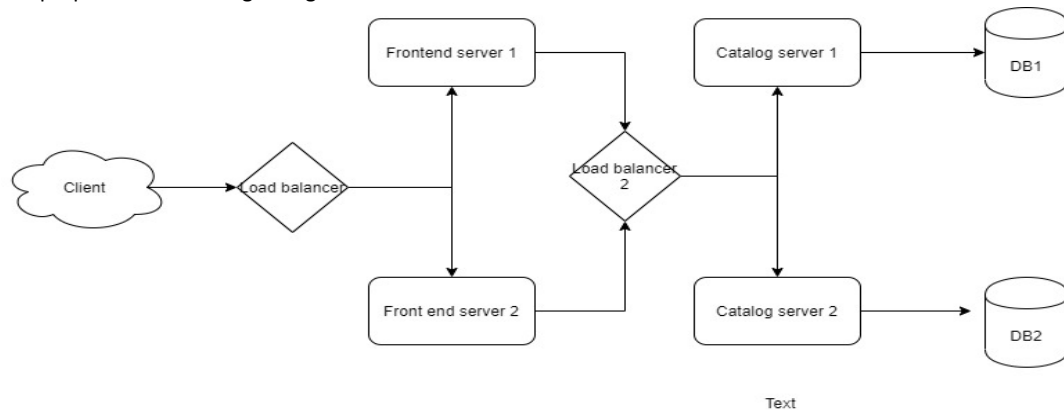 Frontend server 1
Catalog server 1
DB1
Client
Load balancer
Load balancer
2
Front end server 2
Catalog server 2
DB2
Text